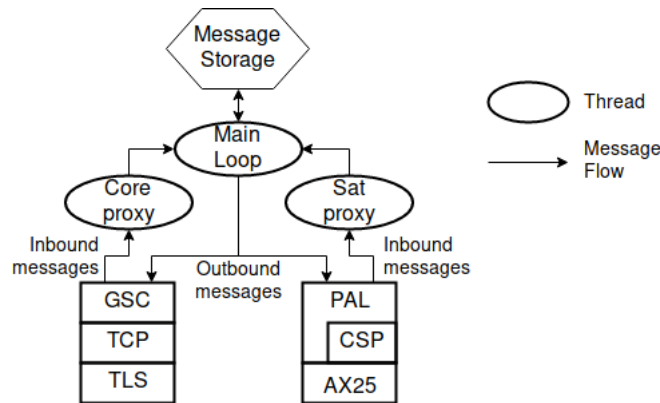 Message
Storage
Thread
Main
Loop
Message
Flow
Core
proxy
Sat
proxy
Inbound
messages
Outbound
messages
Inbound
messages
GSC
TCP
TLS
PAL
CSP
AX25